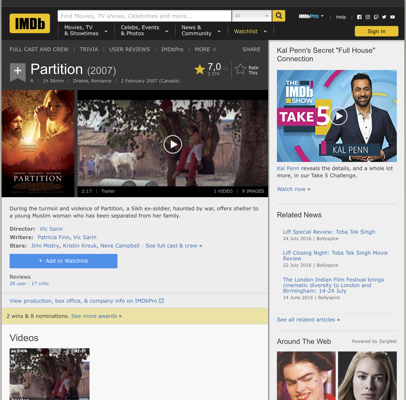 IMDb
Find Movies, TV shows, Celebrities and more...
All
IMDbPro
Help
Movies, TV & Showtimes
Celebs, Events & Photos
News & Community
Watchlist
Sign in
FULL CAST AND CREW | TRIVIA | USER REVIEWS | IMDbPro | MORE
SHARE
Partition (2007)
7,0
Rate This
R | 1h 56min | Drama, Romance | 2 February 2007 (Canada)
PARTITION
2:17 | Trailer
1 VIDEO | 9 IMAGES
During the turmoil and violence of Partition, a Sikh ex-soldier, haunted by war, offers shelter to
a young Muslim woman who has been separated from her family.
Director: Vic Sarin
Writers: Patricia Finn, Vic Sarin
Stars: Jimi Mistry, Kristin Kreuk, Neve Campbell | See full cast & crew »
+ Add to Watchlist
Reviews
26 user | 17 critic
View production, box office, & company info on IMDbPro
2 wins & 8 nominations. See more awards »
Videos
Kal Penn's Secret "Full House"
Connection
THE IMDb SHOW
TAKE 5
KAL PENN
Kal Penn reveals the details, and a whole lot
more, in our Take 5 Challenge.
Watch now »
Related News
Liff Special Review: Toba Tek Singh
24 July 2016 | Bollyspice
Liff Closing Night: Toba Tek Singh Movie
Review
22 July 2016 | Bollyspice
The London Indian Film Festival brings
cinematic diversity to London and
Birmingham: 14-24 July
14 June 2016 | Bollyspice
See all related articles »
Around The Web
Powered by Zergnet